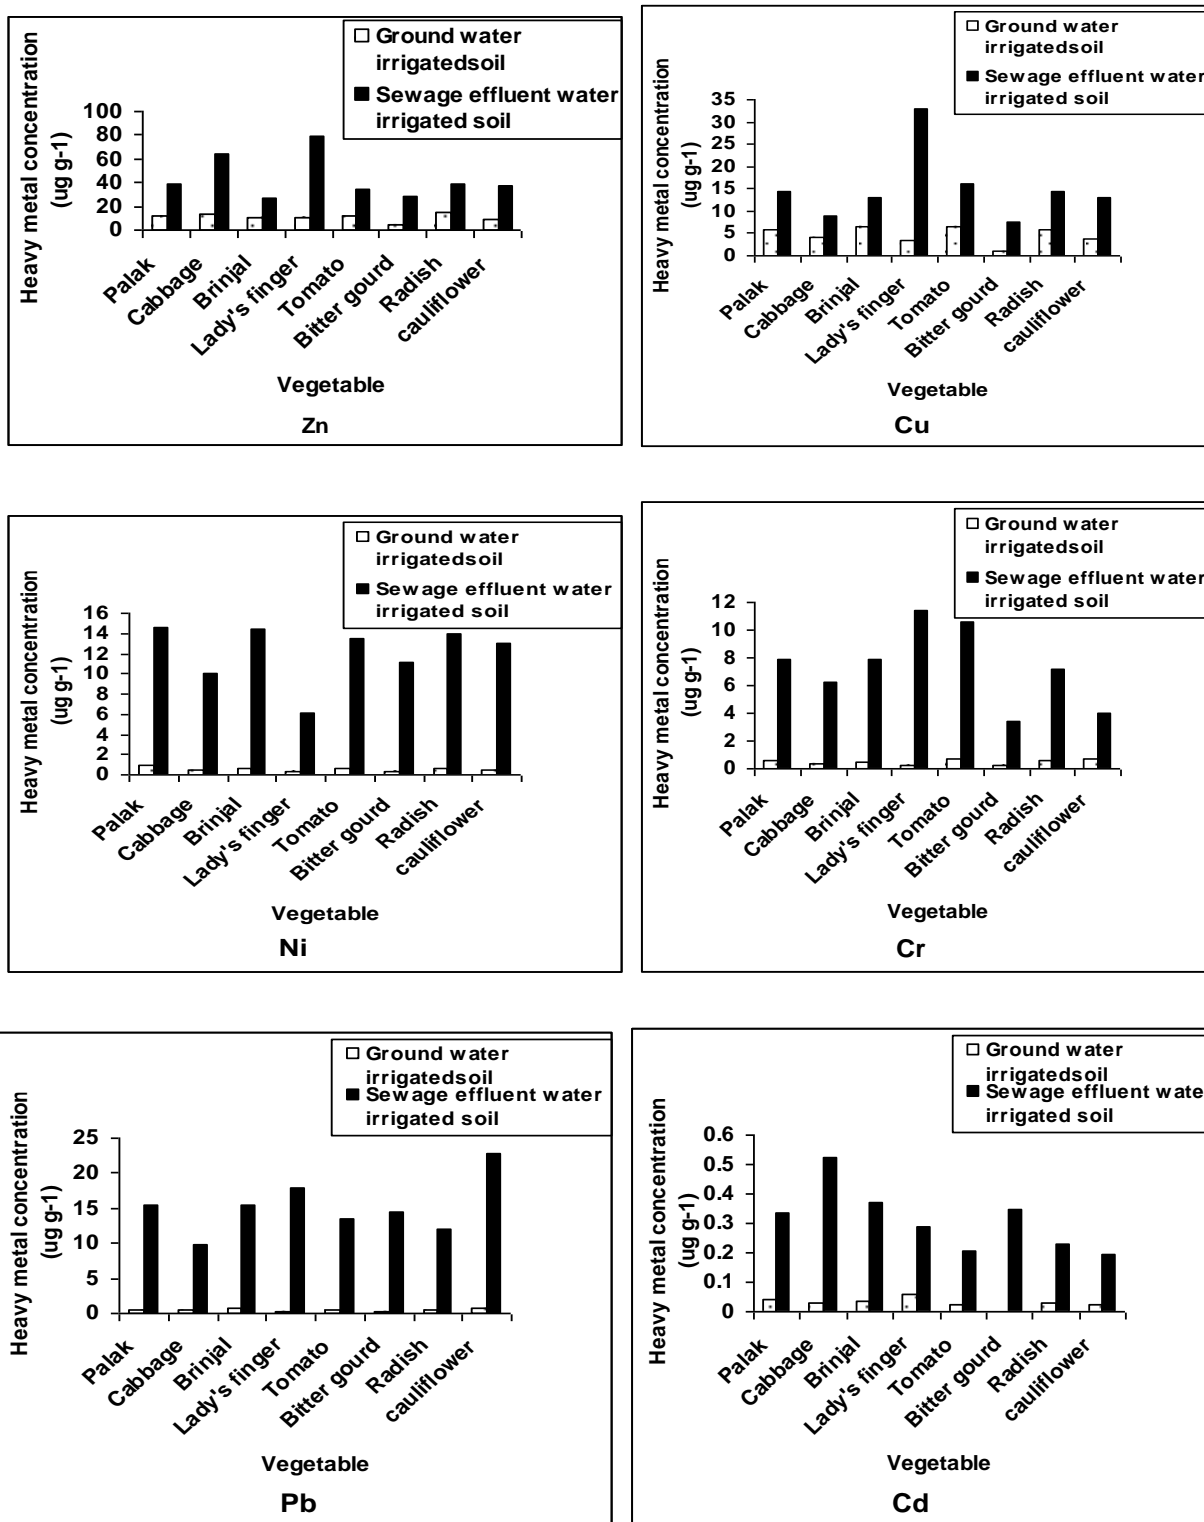 Ground water
irrigatedsoil
Sewage effluent water
irrigated soil
Heavy metal concentration
(ug g-1)
100
80
60
40
20
0
Palak
Cabbage
Brinjal
Lady's finger
Tomato
Bitter gourd
Radish
cauliflower
Vegetable
Zn
Ground water
irrigatedsoil
Sewage effluent water
irrigated soil
Heavy metal concentration
(ug g-1)
35
30
25
20
15
10
5
0
Palak
Cabbage
Brinjal
Lady's finger
Tomato
Bitter gourd
Radish
cauliflower
Vegetable
Cu
Ground water
irrigatedsoil
Sewage effluent water
irrigated soil
Heavy metal concentration
(ug g-1)
16
14
12
10
8
6
4
2
0
Palak
Cabbage
Brinjal
Lady's finger
Tomato
Bitter gourd
Radish
cauliflower
Vegetable
Ni
Ground water
irrigatedsoil
Sewage effluent water
irrigated soil
Heavy metal concentration
(ug g-1)
12
10
8
6
4
2
0
Palak
Cabbage
Brinjal
Lady's finger
Tomato
Bitter gourd
Radish
cauliflower
Vegetable
Cr
Ground water
irrigatedsoil
Sewage effluent water
irrigated soil
Heavy metal concentration
(ug g-1)
25
20
15
10
5
0
Palak
Cabbage
Brinjal
Lady's finger
Tomato
Bitter gourd
Radish
cauliflower
Vegetable
Pb
Ground water
irrigatedsoil
Sewage effluent wate
irrigated soil
Heavy metal concentration
(ug g-1)
0.6
0.5
0.4
0.3
0.2
0.1
0
Palak
Cabbage
Brinjal
Lady's finger
Tomato
Bitter gourd
Radish
cauliflower
Vegetable
Cd